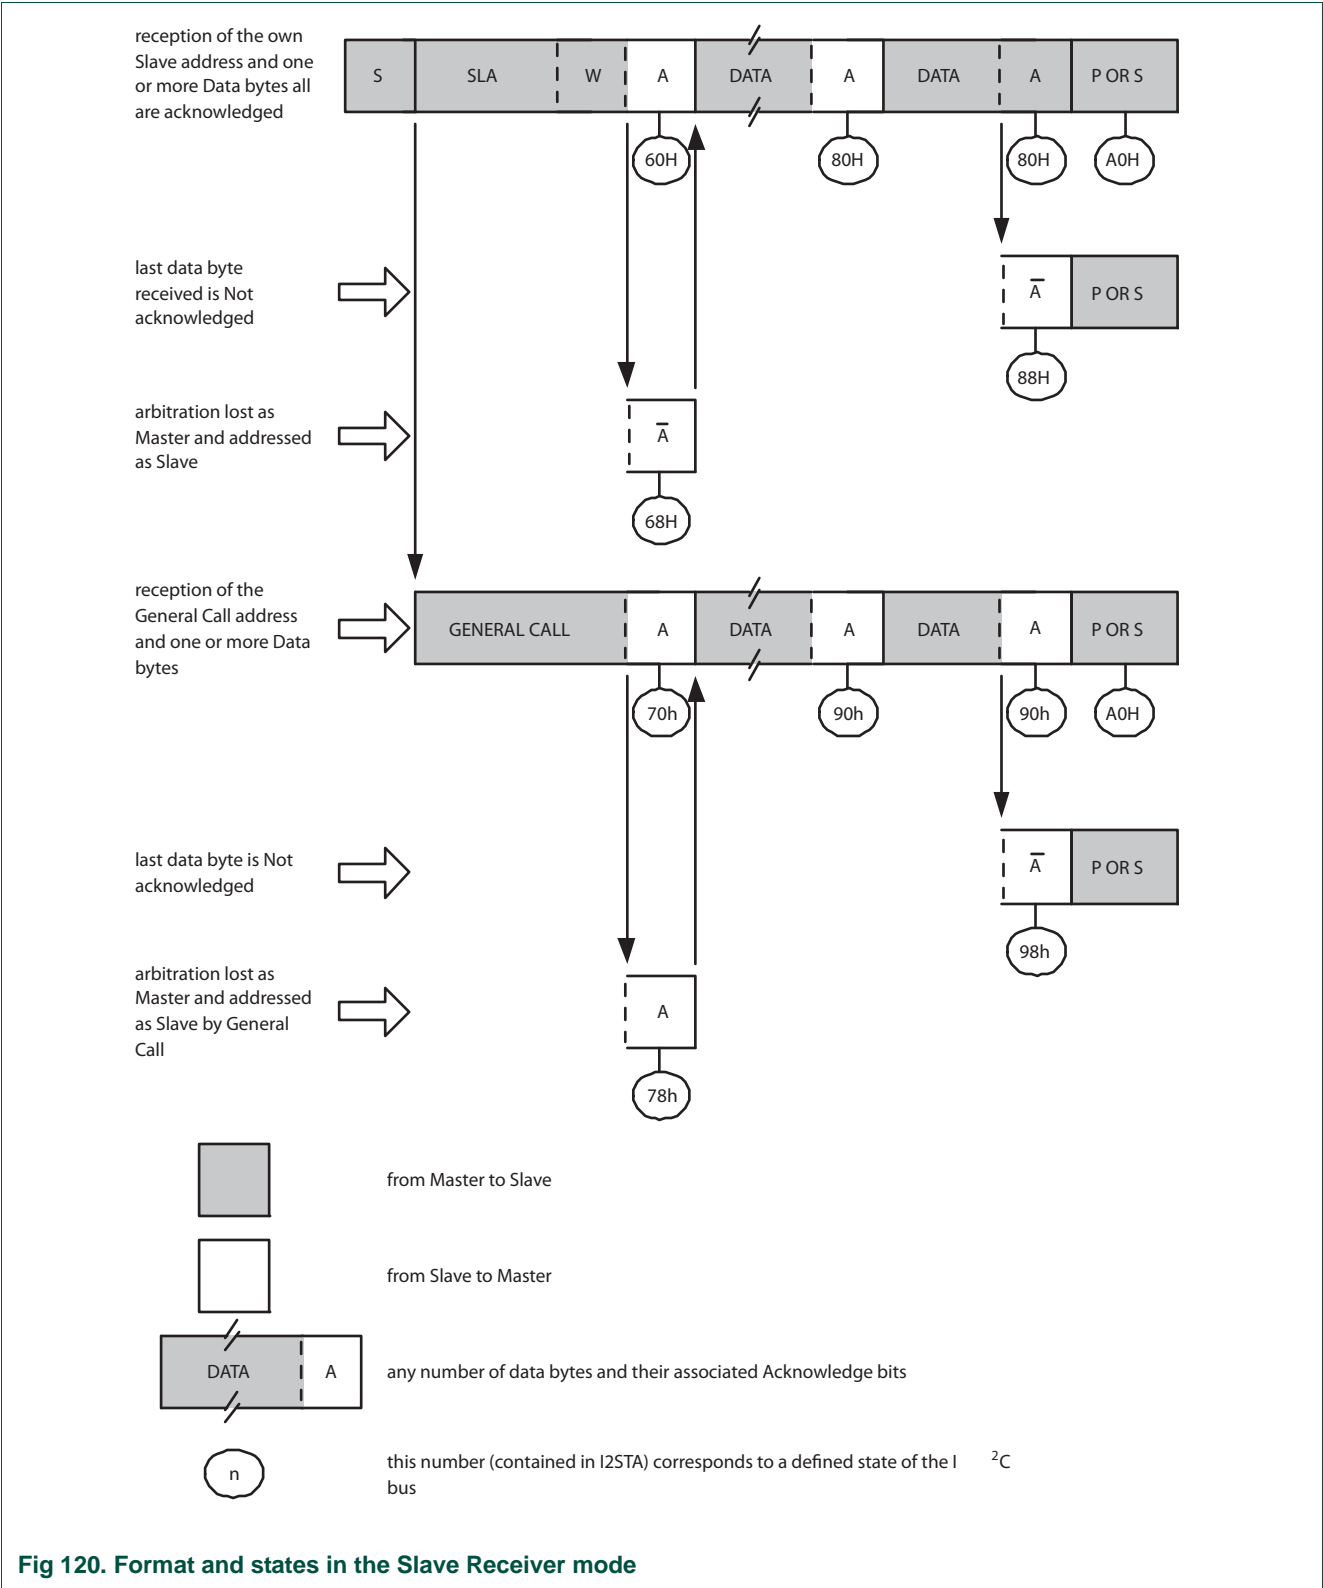 reception of the own
Slave address and one
or more Data bytes all
are acknowledged
S SLA W A DATA A DATA A P OR S
60H 80H 80H A0H
last data byte
received is Not
acknowledged
A̅ P OR S
88H
arbitration lost as
Master and addressed
as Slave
A̅
68H
reception of the
General Call address
and one or more Data
bytes
GENERAL CALL A DATA A DATA A P OR S
70h 90h 90h A0H
last data byte is Not
acknowledged
A̅ P OR S
98h
arbitration lost as
Master and addressed
as Slave by General
Call
A
78h
from Master to Slave
from Slave to Master
DATA A any number of data bytes and their associated Acknowledge bits
n this number (contained in I2STA) corresponds to a defined state of the I ²C
bus
Fig 120. Format and states in the Slave Receiver mode